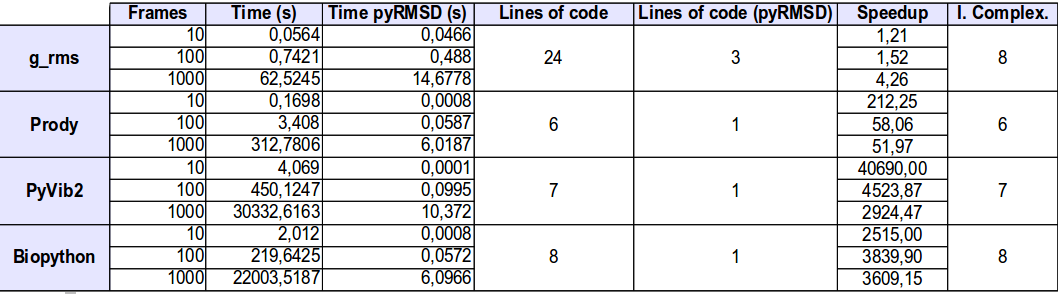 Frames Time (s) Time pyRMSD (s) Lines of code Lines of code (pyRMSD) Speedup I. Complex.
g_rms 10 0,0564 0,0466 24 3 1,21 8
100 0,7421 0,488 1,52
1000 62,5245 14,6778 4,26
Prody 10 0,1698 0,0008 6 1 212,25 6
100 3,408 0,0587 58,06
1000 312,7806 6,0187 51,97
PyVib2 10 4,069 0,0001 7 1 40690,00 7
100 450,1247 0,0995 4523,87
1000 30332,6163 10,372 2924,47
Biopython 10 2,012 0,0008 8 1 2515,00 8
100 219,6425 0,0572 3839,90
1000 22003,5187 6,0966 3609,15